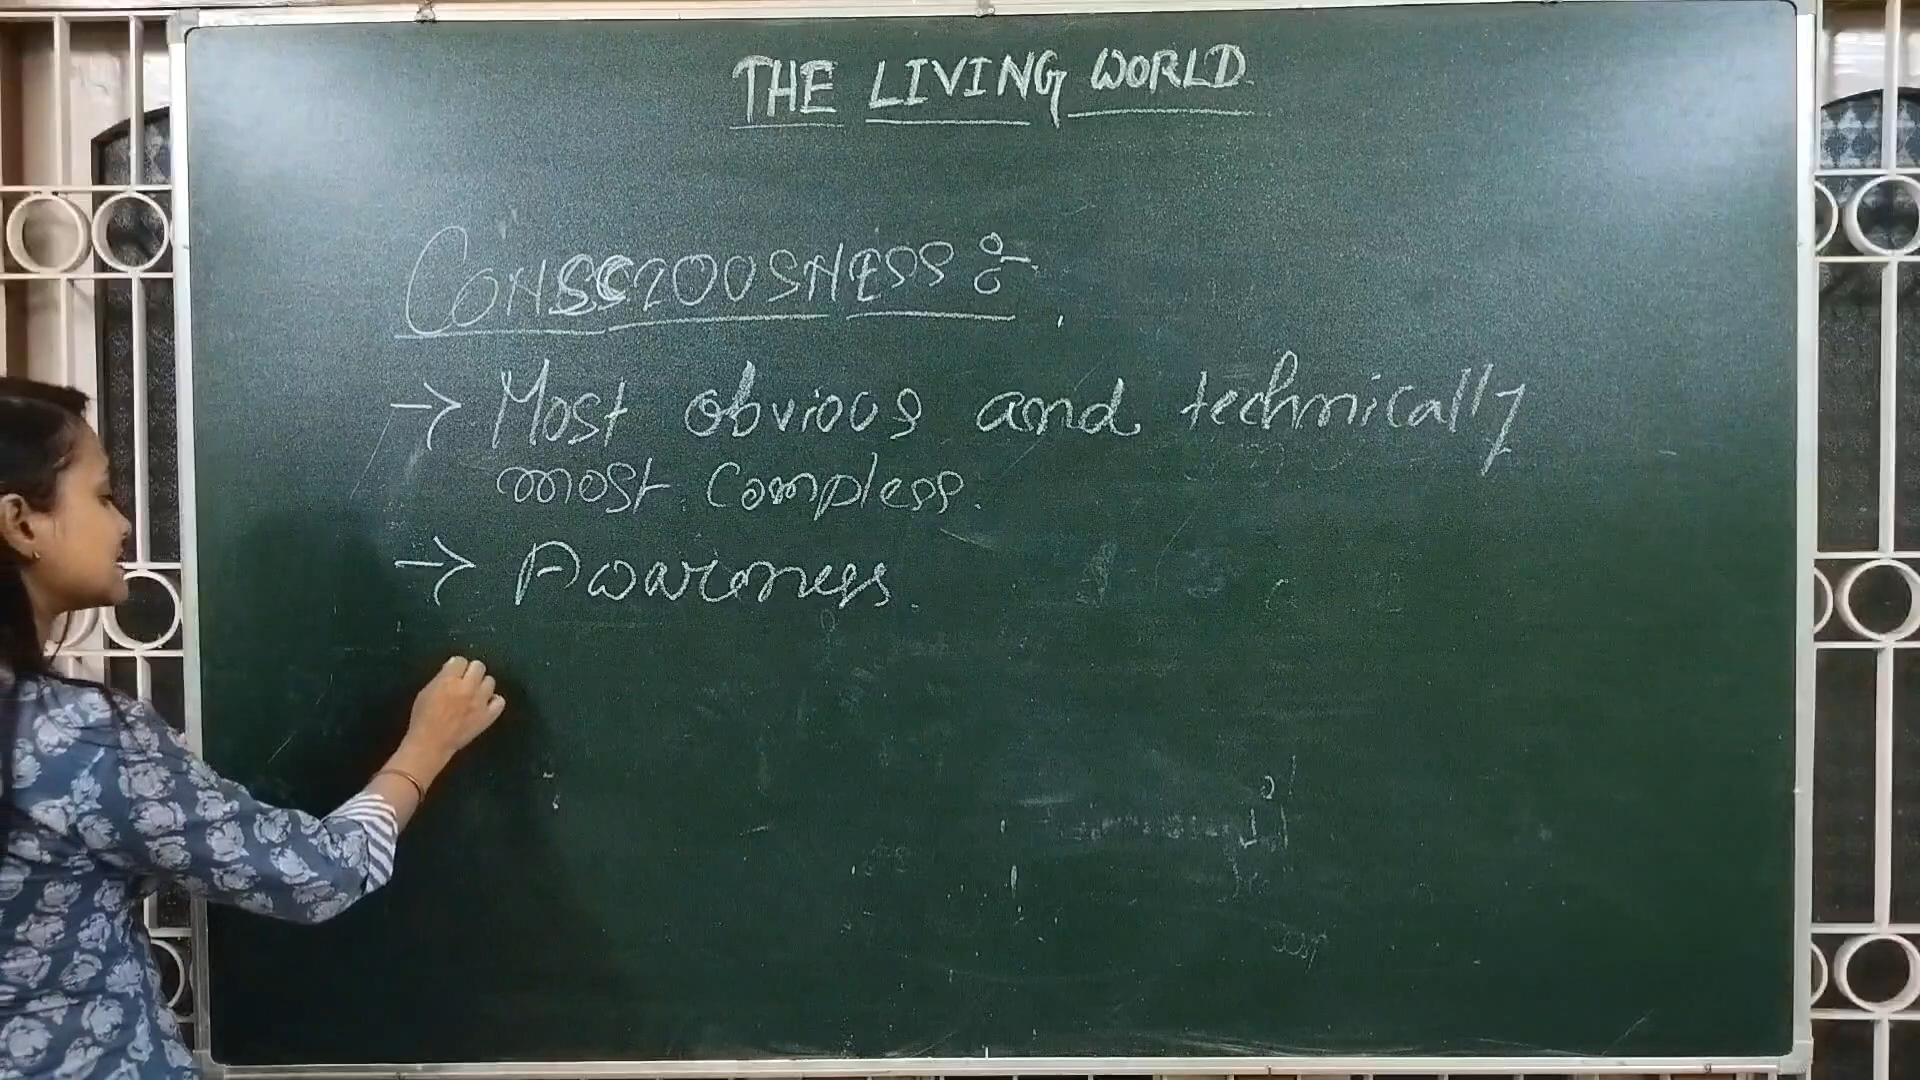 THE LIVING WORLD
CONSCIOUSNESS :-
→ Most obvious and technically
most complex.
→ Awareness.